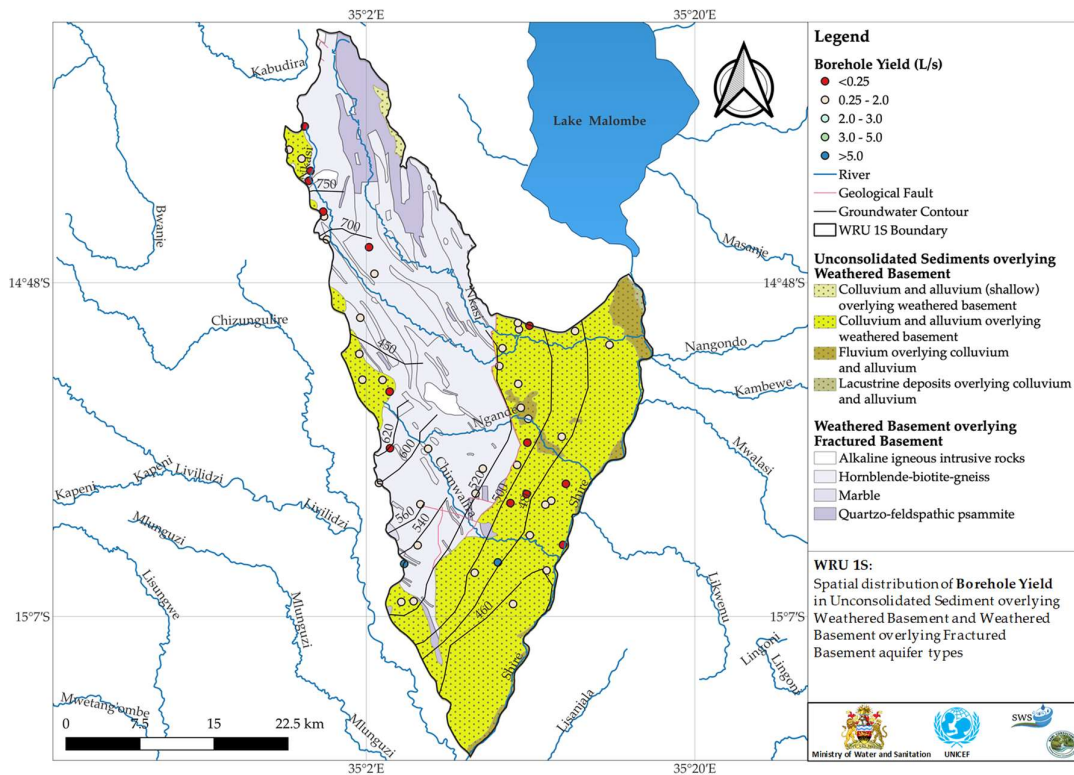 35°2'E
35°20'E
Kabudira
Lake Malombe
Bwanje
750
700
Masanje
14°48'S
14°48'S
Nkasi
Chizungulire
Nangondo
450
Kambewe
Ngande
620
600
Mwalasi
Chimwalira
520
500
480
Shire
Kapeni
Kapeni
Livilidzi
Livilidzi
560
540
Mlunguzi
Lisungwe
Mlunguzi
Likwenu
15°7'S
15°7'S
460
Shire
Lingoni
Lingoni
Lisanjala
Mwetang'ombe
Mlunguzi
0 7.5 15 22.5 km
35°2'E
35°20'E
Legend
Borehole Yield (L/s)
<0.25
0.25 - 2.0
2.0 - 3.0
3.0 - 5.0
>5.0
River
Geological Fault
Groundwater Contour
WRU 1S Boundary
Unconsolidated Sediments overlying
Weathered Basement
Colluvium and alluvium (shallow)
overlying weathered basement
Colluvium and alluvium overlying
weathered basement
Fluvium overlying colluvium
and alluvium
Lacustrine deposits overlying colluvium
and alluvium
Weathered Basement overlying
Fractured Basement
Alkaline igneous intrusive rocks
Hornblende-biotite-gneiss
Marble
Quartzo-feldspathic psammite
WRU 1S:
Spatial distribution of Borehole Yield
in Unconsolidated Sediment overlying
Weathered Basement and Weathered
Basement overlying Fractured
Basement aquifer types
Ministry of Water and Sanitation
UNICEF
SWS